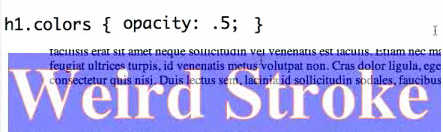 h1.colors { opacity: .5; }
iaculis erat sit amet neque sollicitudin vel venenatis est iaculis. Etiam nec ma
feugiat ultrices turpis, id venenatis metus volutpat non. Cras dolor ligula, ege
consectetur quis nisi. Duis lectus sem, lacinia id sollicitudin sodales, faucibus
Weird Stroke